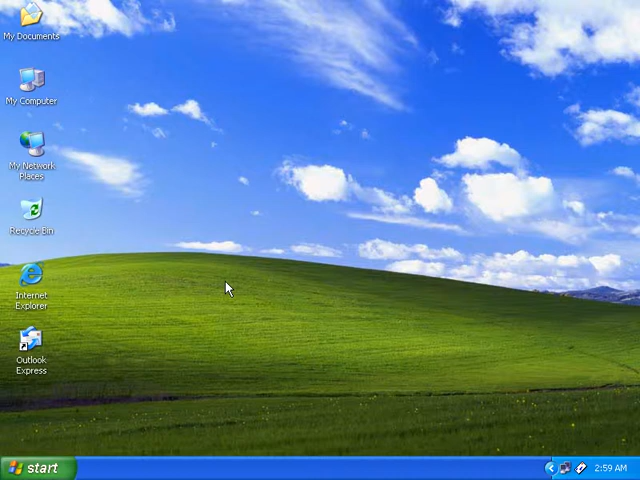 My Documents
My Computer
My Network
Places
Recycle Bin
Internet
Explorer
Outlook
Express
start
2:59 AM